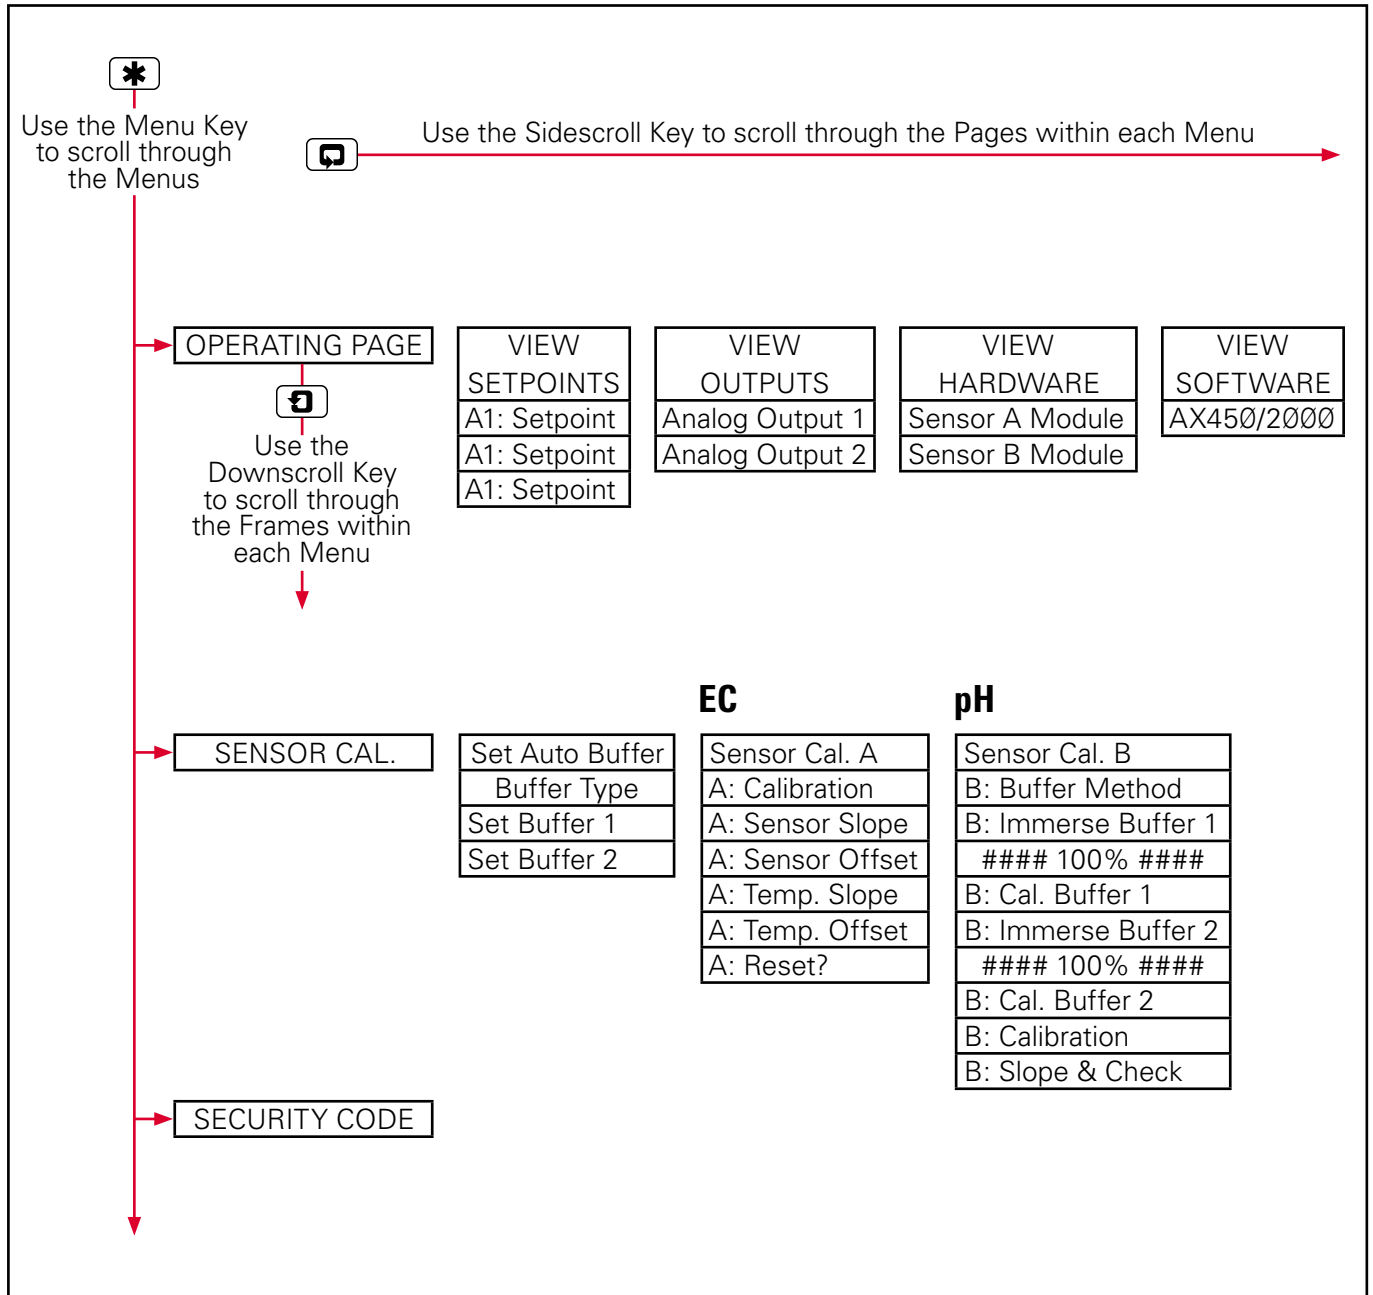 Use the Menu Key
to scroll through
the Menus
Use the Sidescroll Key to scroll through the Pages within each Menu
OPERATING PAGE
Use the
Downscroll Key
to scroll through
the Frames within
each Menu
VIEW
SETPOINTS
A1: Setpoint
A1: Setpoint
A1: Setpoint
VIEW
OUTPUTS
Analog Output 1
Analog Output 2
VIEW
HARDWARE
Sensor A Module
Sensor B Module
VIEW
SOFTWARE
AX45Ø/2ØØØ
SENSOR CAL.
Set Auto Buffer
Buffer Type
Set Buffer 1
Set Buffer 2
EC
Sensor Cal. A
A: Calibration
A: Sensor Slope
A: Sensor Offset
A: Temp. Slope
A: Temp. Offset
A: Reset?
pH
Sensor Cal. B
B: Buffer Method
B: Immerse Buffer 1
#### 100% ####
B: Cal. Buffer 1
B: Immerse Buffer 2
#### 100% ####
B: Cal. Buffer 2
B: Calibration
B: Slope & Check
SECURITY CODE